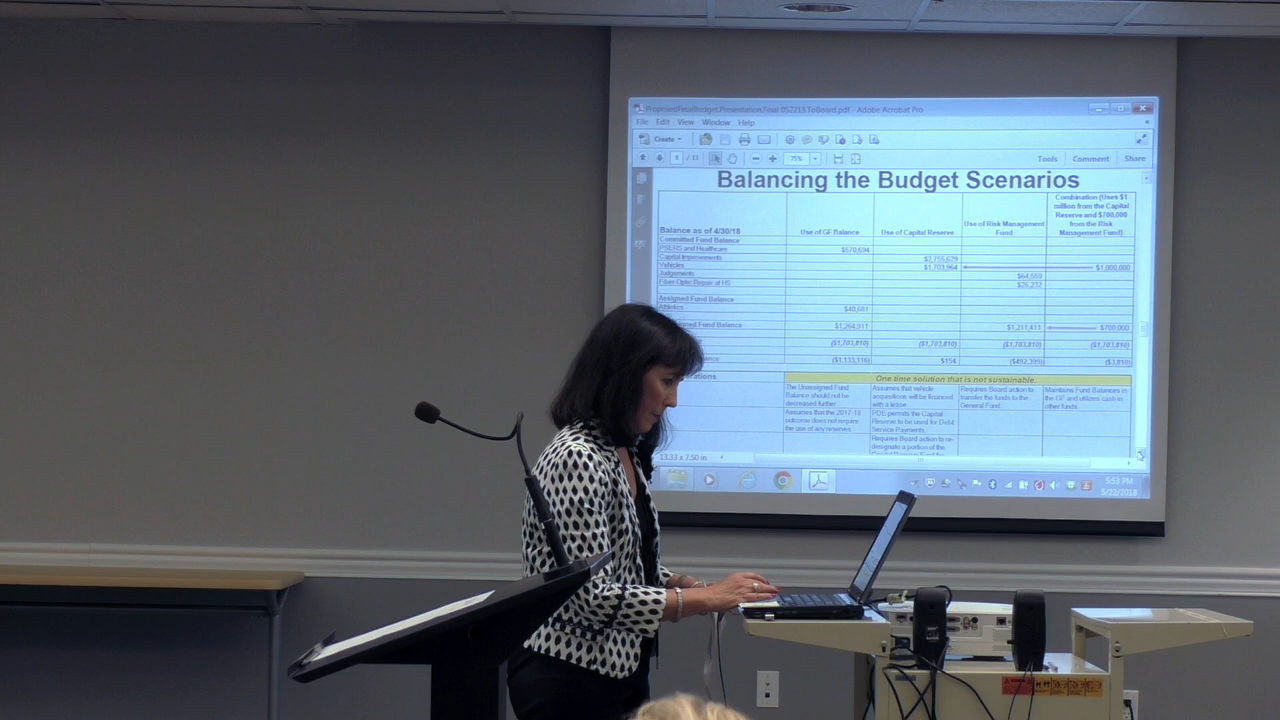 ProposedFinalBudget.Presentation.Final 052218.ToBoard.pdf - Adobe Acrobat Pro
File Edit View Window Help
Create
/ 13 75% Tools Comment Share
Balancing the Budget Scenarios
Balance as of 4/30/18 Use of GF Balance Use of Capital Reserve Use of Risk Management Fund Combination (Uses $1 million from the Capital Reserve and $700,000 from the Risk Management Fund)
Committed Fund Balance
PSERS and Healthcare $570,694
Capital Improvements $2,755,629
Vehicles $1,703,964 $1,000,000
Judgements $64,559
Fiber Optic Repair at HS $26,232
Assigned Fund Balance
Athletics $40,681
Fund Balance $1,264,911 $1,211,411 $700,000
($1,703,810) ($1,703,810) ($1,703,810) ($1,703,810)
($1,133,116) $154 ($492,399) ($3,810)
One time solution that is not sustainable.
The Unassigned Fund Balance should not be decreased further. Assumes that vehicle acquisitions will be financed with a lease. Requires Board action to transfer the funds to the General Fund. Maintains Fund Balances in the GF and utilizes cash in other funds
Assumes that the 2017-18 outcome does not require the use of any reserves. PDE permits the Capital Reserve to be used for Debt Service Payments.
Requires Board action to re-designate a portion of the
13.33 x 7.50 in
5:53 PM
5/22/2018